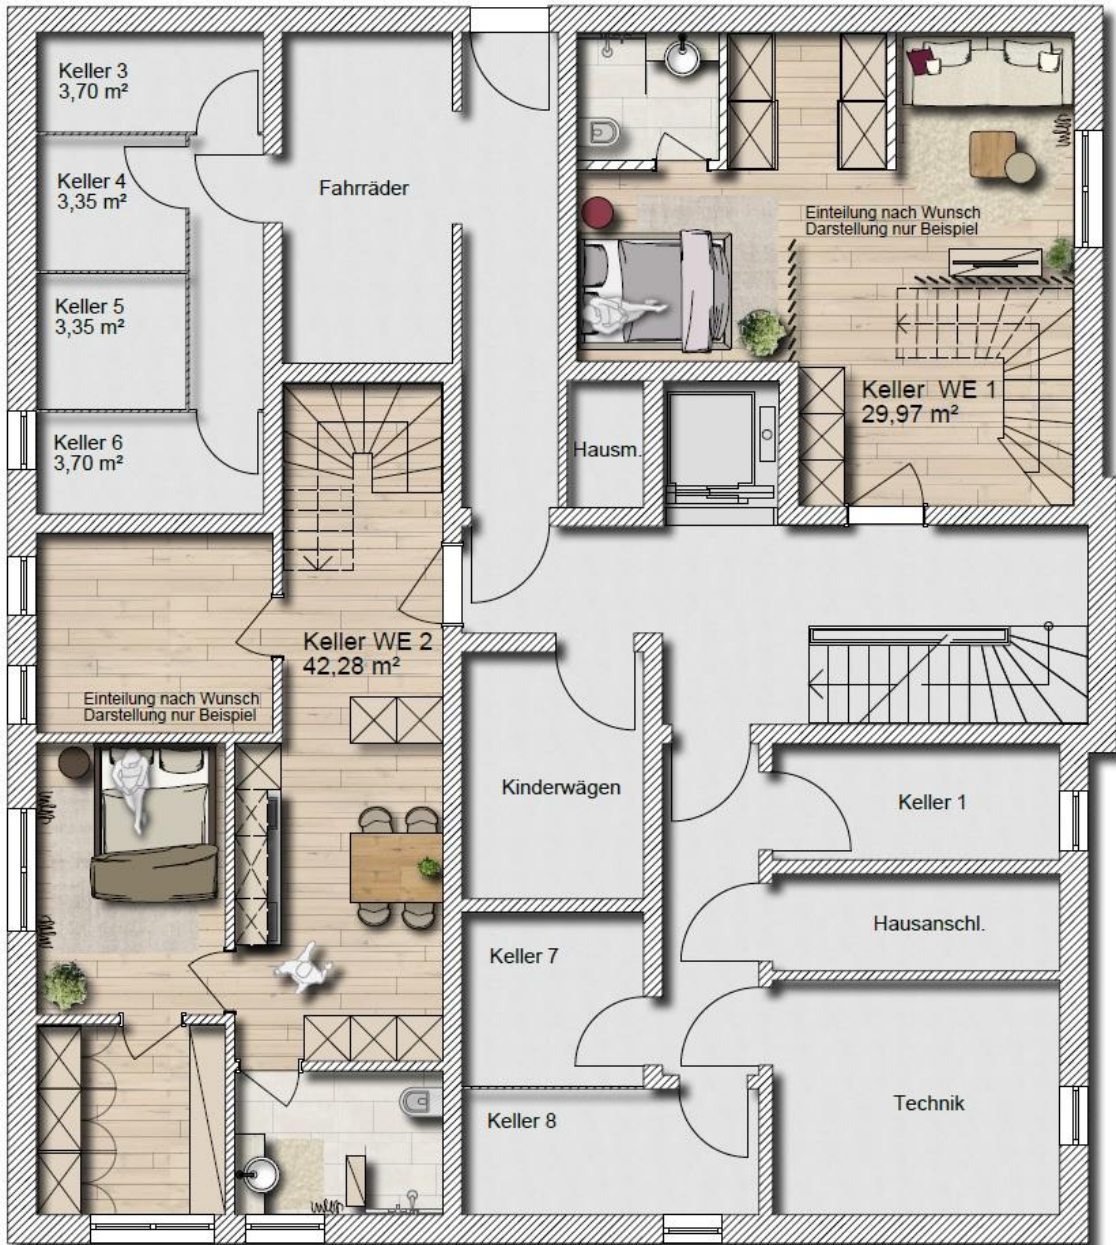 Keller 3
3,70 m²
Keller 4
3,35 m²
Fahrräder
Einteilung nach Wunsch
Darstellung nur Beispiel
Keller 5
3,35 m²
Keller WE 1
29,97 m²
Keller 6
3,70 m²
Hausm.
Keller WE 2
42,28 m²
Einteilung nach Wunsch
Darstellung nur Beispiel
Kinderwägen
Keller 1
Hausanschl.
Keller 7
Technik
Keller 8